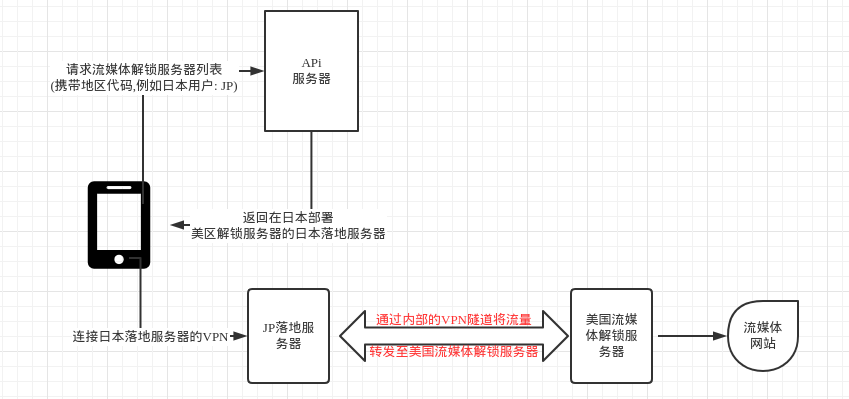 请求流媒体解锁服务器列表
(携带地区代码,例如日本用户: JP)
APi
服务器
返回在日本部署
美区解锁服务器的日本落地服务器
连接日本落地服务器的VPN
JP落地服
务器
通过内部的VPN隧道将流量
转发至美国流媒体解锁服务器
美国流媒
体解锁服
务器
流媒体
网站